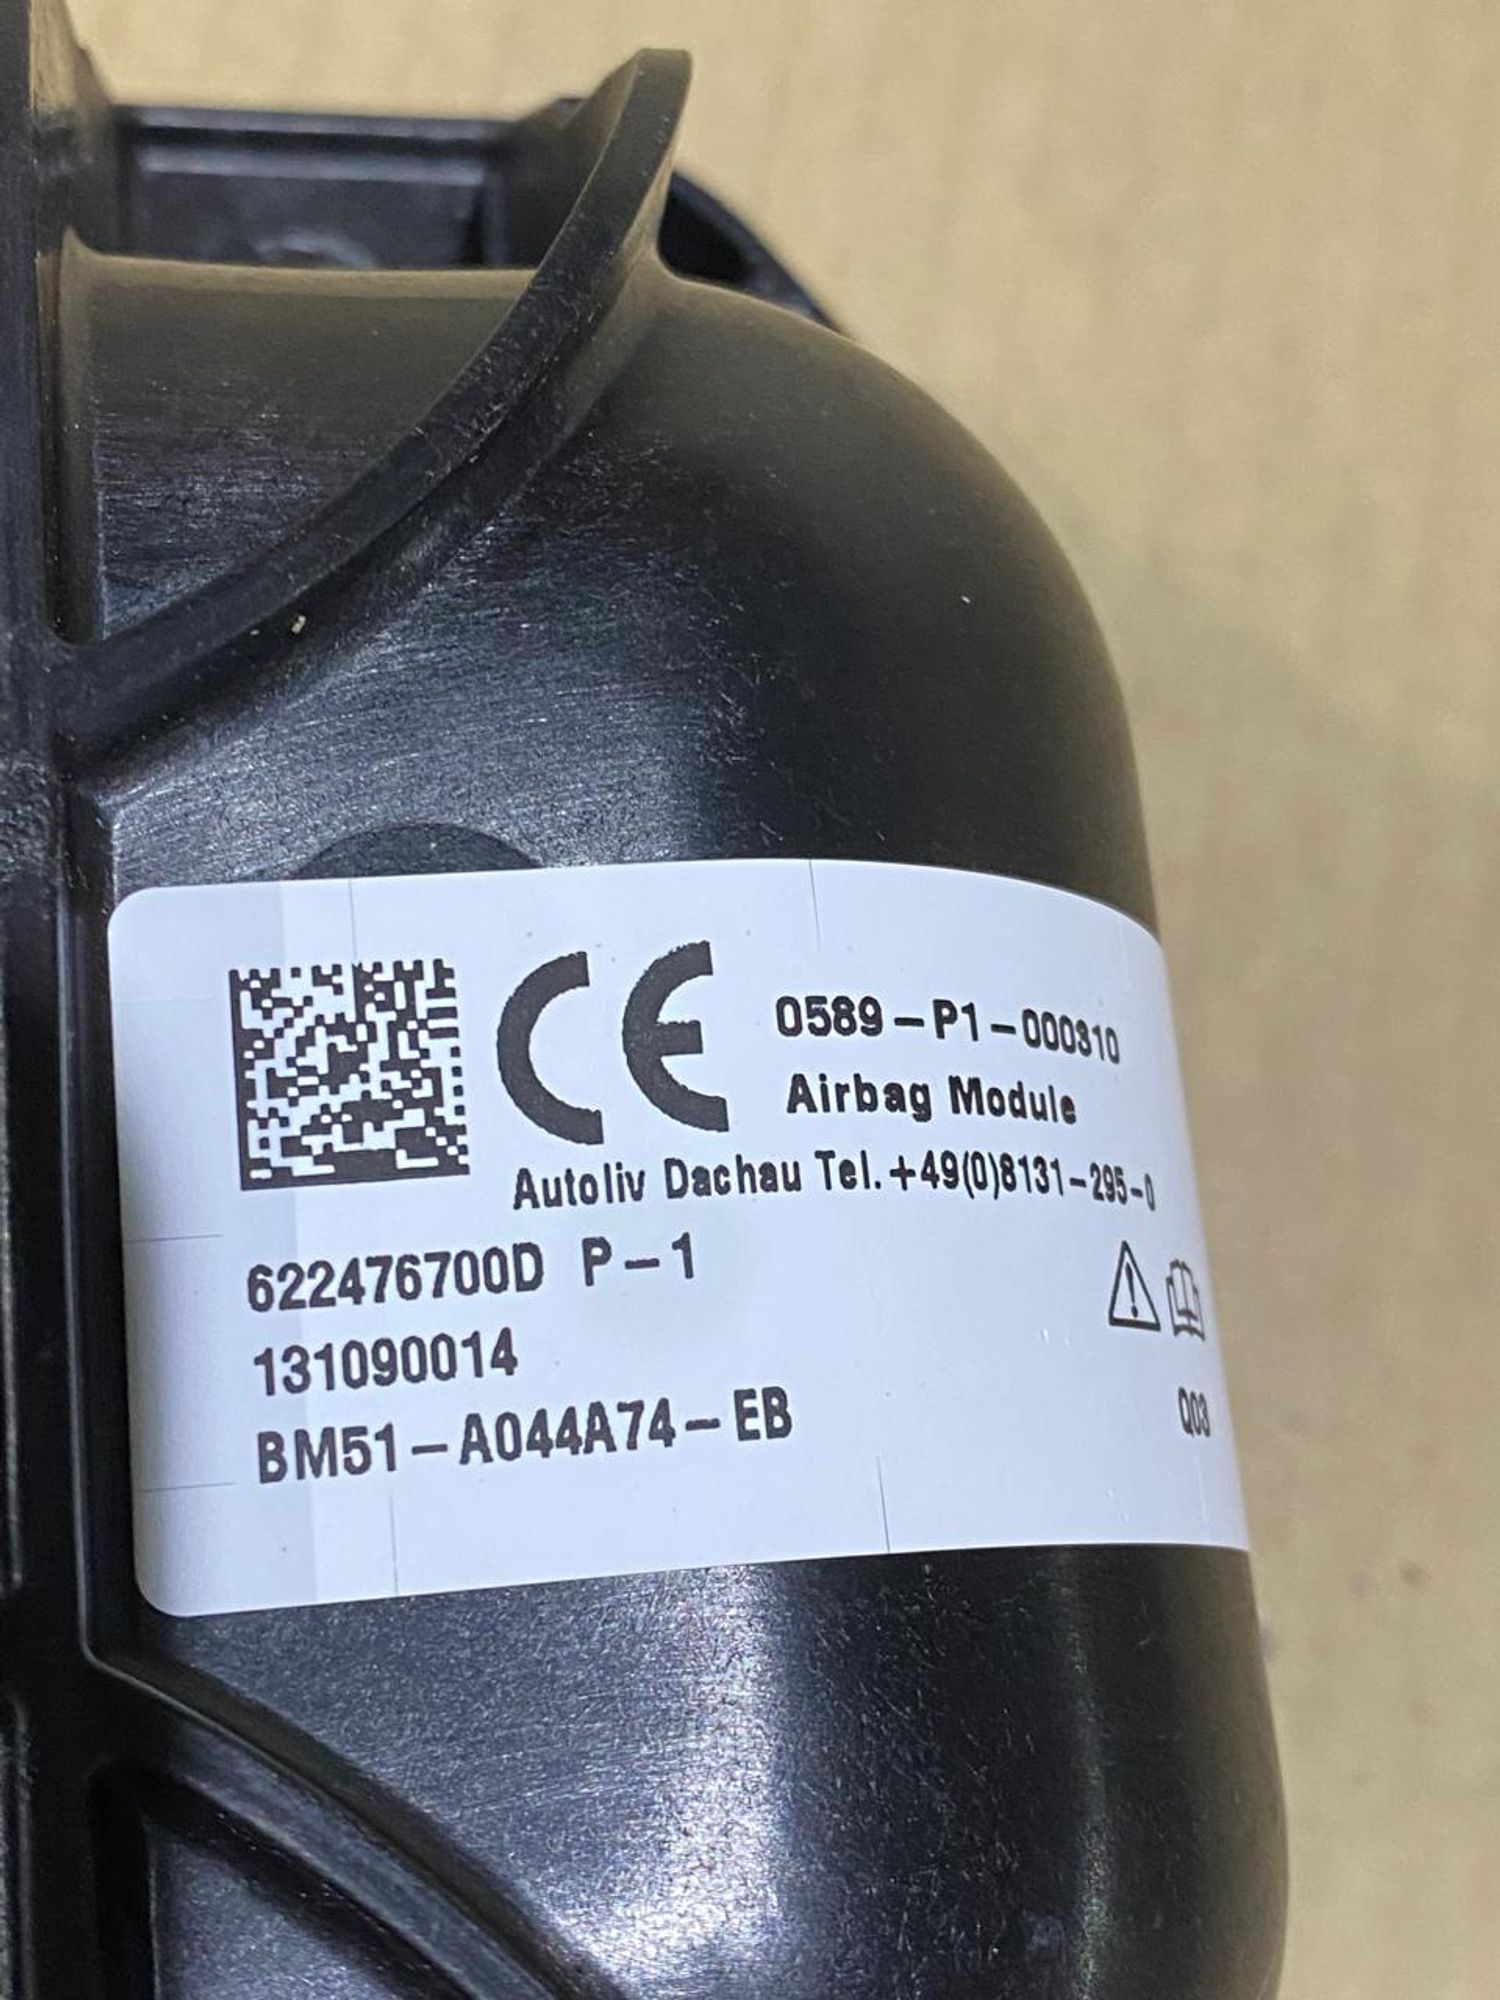 CE 0589-P1-000310
Airbag Module
Autoliv Dachau Tel.+49(0)8131-295-0
622476700D P-1
131090014
BM51-A044A74-EB
Q03